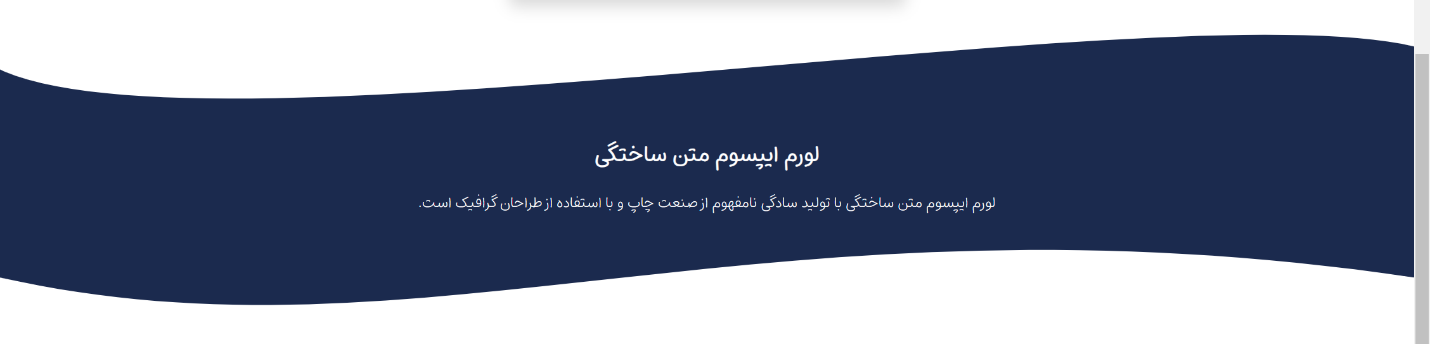 لورم ایپسوم متن ساختگی
لورم ایپسوم متن ساختگی با تولید سادگی نامفهوم از صنعت چاپ و با استفاده از طراحان گرافیک است.